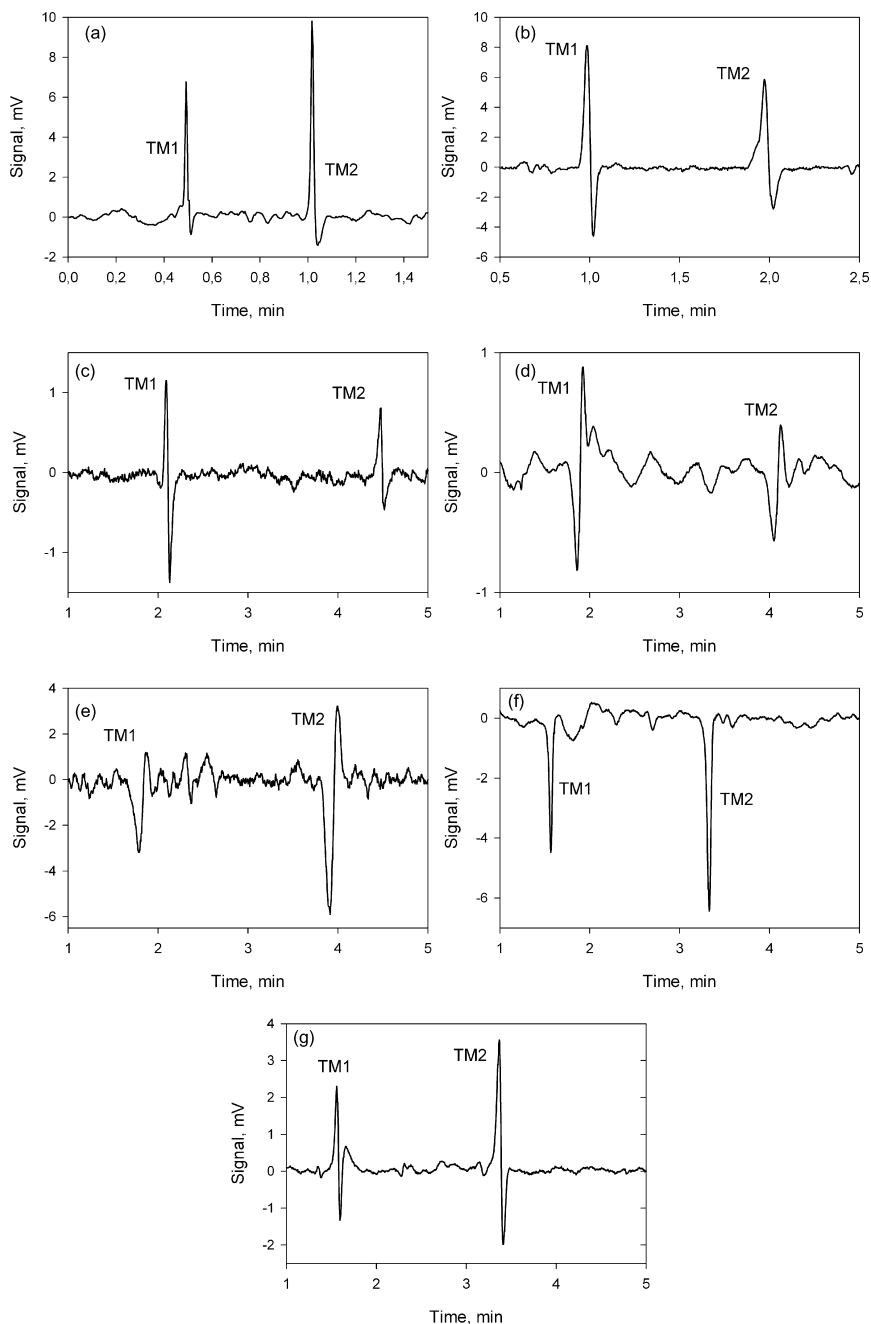 (a)
TM1
TM2
Signal, mV
10
8
6
4
2
0
-2
0,0 0,2 0,4 0,6 0,8 1,0 1,2 1,4
Time, min
(b)
TM1
TM2
Signal, mV
10
8
6
4
2
0
-2
-4
-6
0,5 1,0 1,5 2,0 2,5
Time, min
(c)
TM1
TM2
Signal, mV
1
0
-1
1 2 3 4 5
Time, min
(d)
TM1
TM2
Signal, mV
1
0
-1
1 2 3 4 5
Time, min
(e)
TM1
TM2
Signal, mV
4
2
0
-2
-4
-6
1 2 3 4 5
Time, min
(f)
TM1
TM2
Signal, mV
0
-2
-4
-6
1 2 3 4 5
Time, min
(g)
TM1
TM2
Signal, mV
4
3
2
1
0
-1
-2
1 2 3 4 5
Time, min